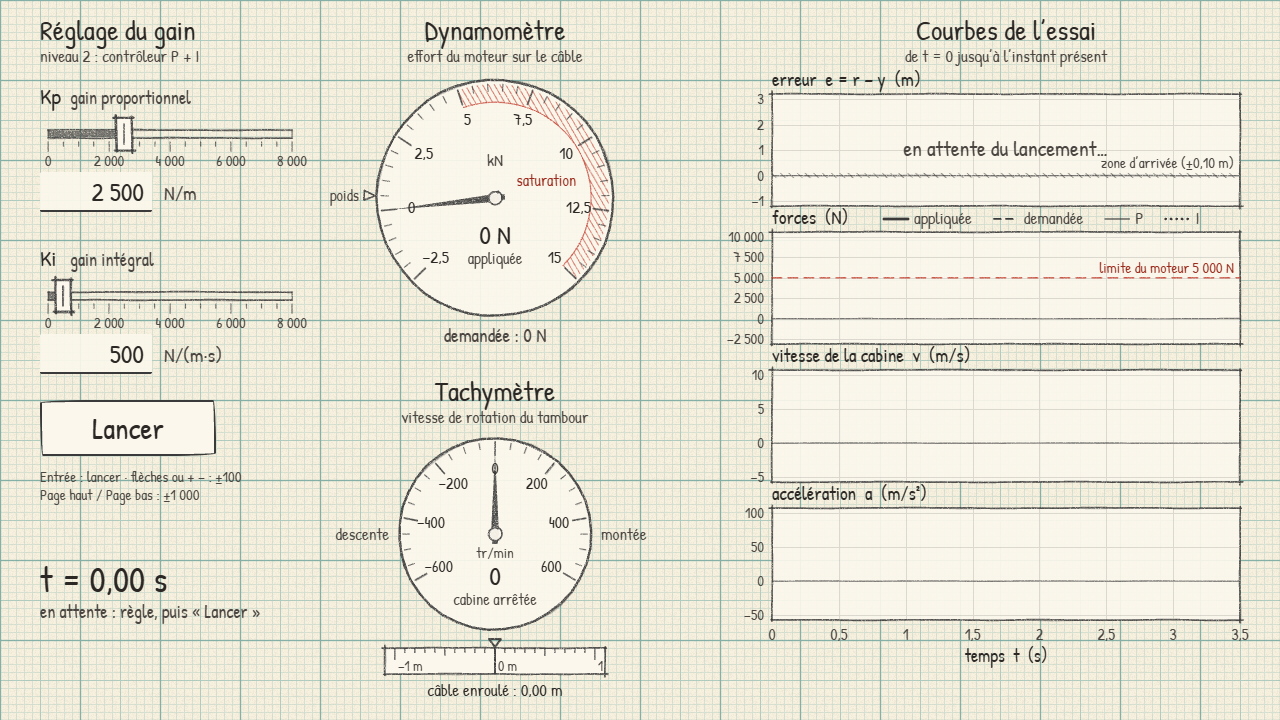 Réglage du gain
niveau 2 : contrôleur P + I
Kp gain proportionnel
0 2 000 4 000 6 000 8 000
2 500 N/m
Ki gain intégral
0 2 000 4 000 6 000 8 000
500 N/(m·s)
Lancer
Entrée : lancer · flèches ou + − : ±100
Page haut / Page bas : ±1 000
t = 0,00 s
en attente : règle, puis « Lancer »
Dynamomètre
effort du moteur sur le câble
5 7,5
2,5 10
kN
saturation
poids
0 12,5
0 N
−2,5 appliquée 15
demandée : 0 N
Tachymètre
vitesse de rotation du tambour
0
−200 200
−400 400
descente montée
tr/min
−600 600
0
cabine arrêtée
−1 m 0 m 1
câble enroulé : 0,00 m
Courbes de l'essai
de t = 0 jusqu'à l'instant présent
erreur e = r − y (m)
3
2
1
0
−1
en attente du lancement...
zone d'arrivée (±0,10 m)
forces (N) appliquée demandée P I
10 000
7 500
5 000
2 500
0
−2 500
limite du moteur 5 000 N
vitesse de la cabine v (m/s)
10
5
0
−5
accélération a (m/s²)
100
50
0
−50
0 0,5 1 1,5 2 2,5 3 3,5
temps t (s)